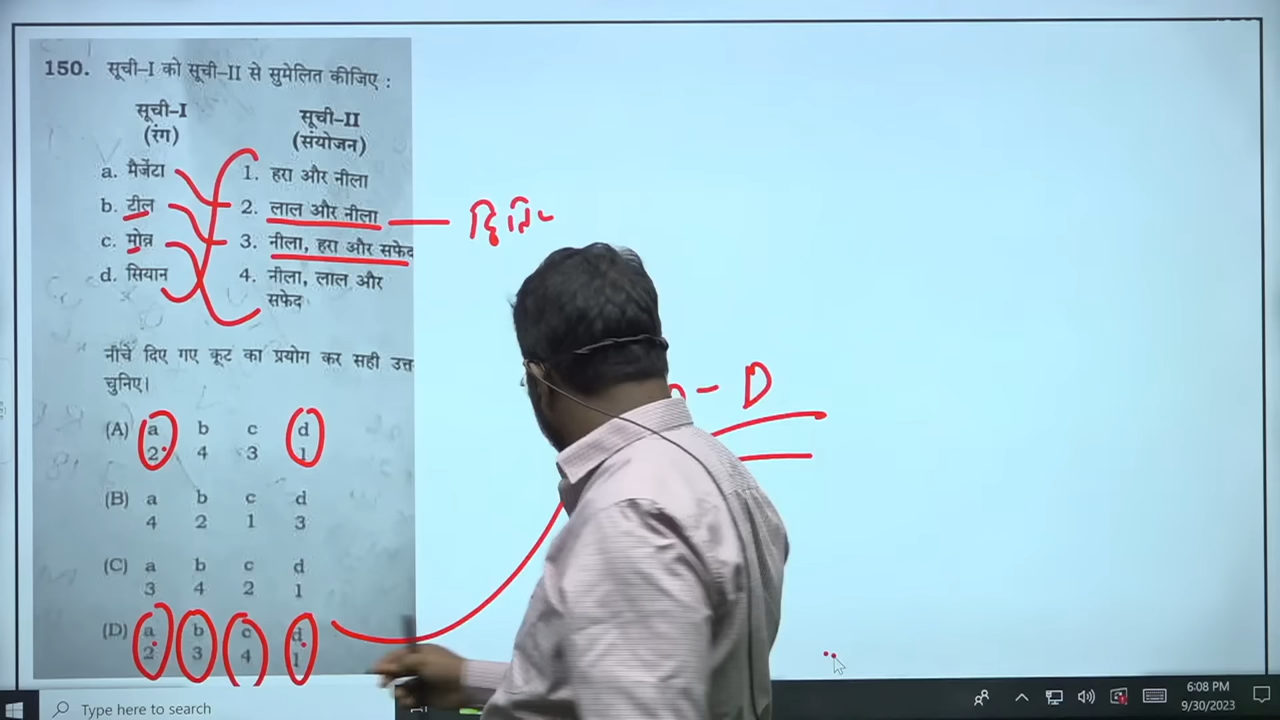 150. सूची-I को सूची-II से सुमेलित कीजिए :
सूची-I सूची-II
(रंग) (संयोजन)
a. मैजेंटा 1. हरा और नीला
b. टील 2. लाल और नीला
c. मोव्र 3. नीला, हरा और सफेद
d. सियान 4. नीला, लाल और
सफेद
नीचे दिए गए कूट का प्रयोग कर सही उत्त
चुनिए।
(A) a b c d
2 4 3 1
(B) a b c d
4 2 1 3
(C) a b c d
3 4 2 1
(D) a b c d
2 3 4 1
- D
Type here to search
6:08 PM
9/30/2023